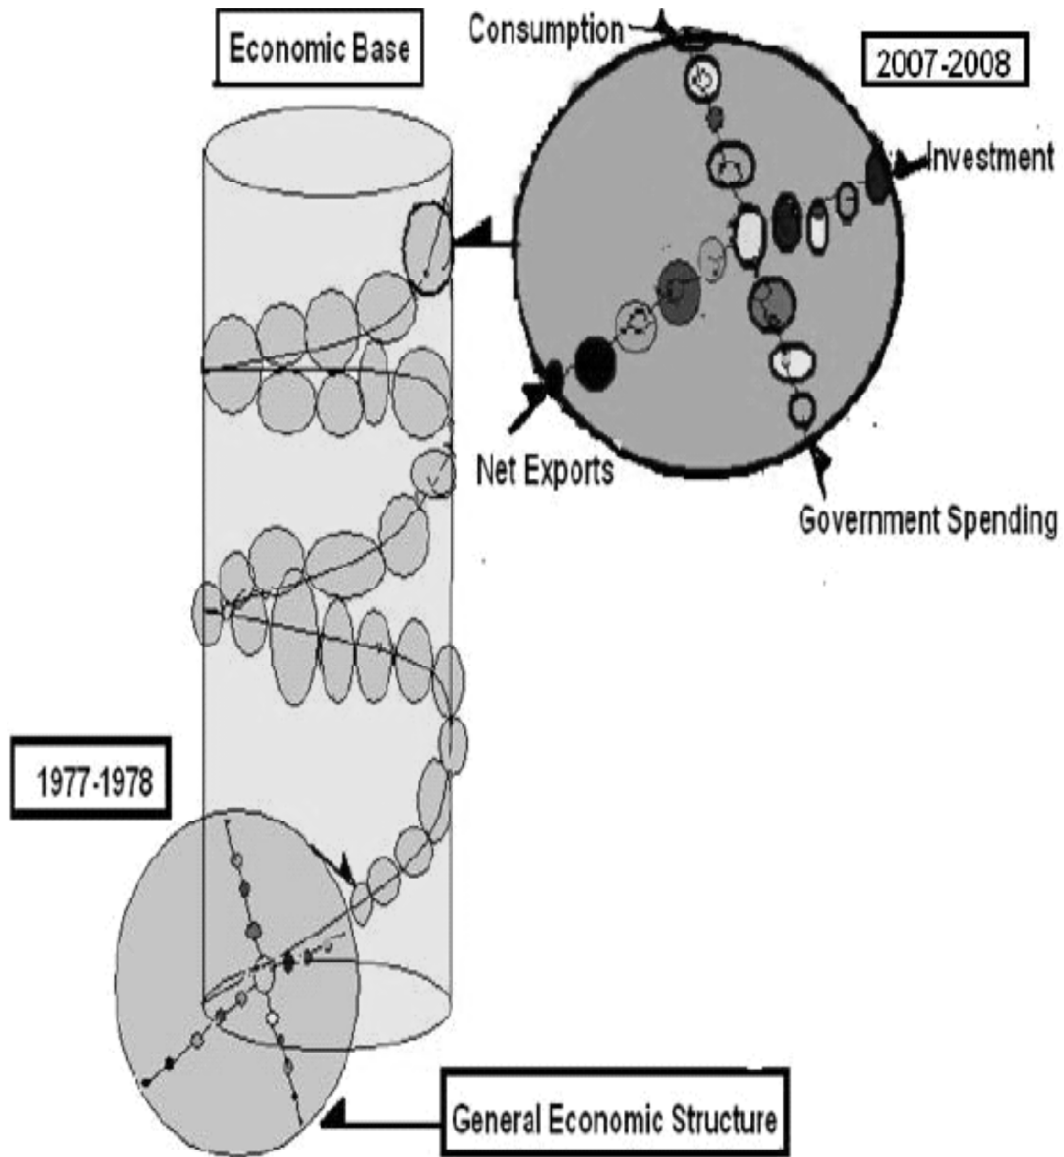 Economic Base
Consumption
2007-2008
Investment
Net Exports
Government Spending
1977-1978
General Economic Structure